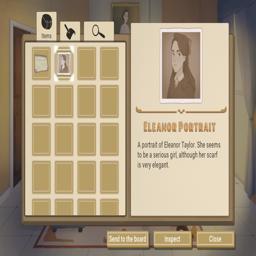 Items
ELEANOR PORTRAIT
A portrait of Eleanor Taylor. She seems
to be a serious girl, although her scarf
is very elegant.
Send to the board
Inspect
Close